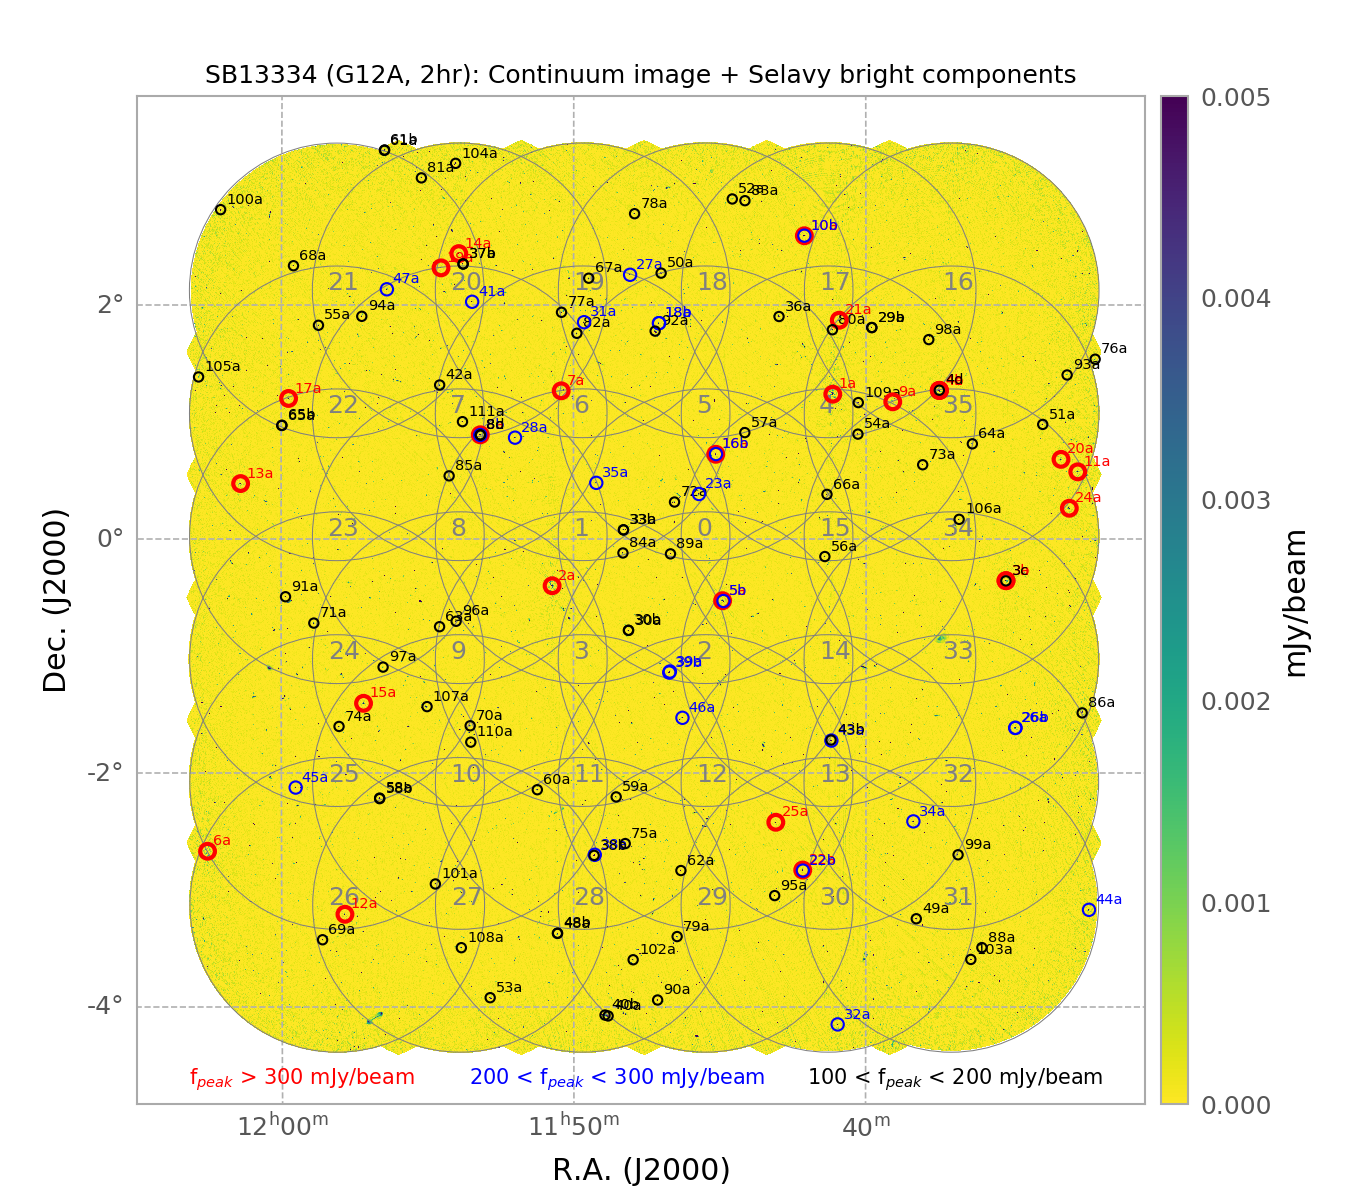 SB13334 (G12A, 2hr): Continuum image + Selavy bright components
0.005
0.004
0.003
0.002
0.001
0.000
mJy/beam
Dec. (J2000)
2°
0°
-2°
-4°
61b
104a
81a
100a
52a
83a
78a
10b
14a
37b
68a
67a
27a
50a
21 20 19 18 17 16
47a
41a
94a
55a
77a
31a
82a
18b
92a
36a
21a
80a
29b
98a
76a
93a
105a
42a
7a
17a
1a
109a
9a
22 7 6 5 4 35
65b
111a
28a
57a
54a
51a
64a
16b
73a
20a
11a
13a
85a
35a
72a
23a
66a
24a
106a
33b
23 8 1 0 15 34
84a
89a
56a
2a
91a
5b
71a
63a
96a
30b
24 9 3 2 14 33
97a
39b
15a
107a
46a
86a
74a
70a
110a
43b
26b
25 10 11 12 13 32
45a
58b
60a
59a
25a
34a
6a
38b
75a
62a
22b
99a
101a
95a
26 27 28 29 30 31
12a
44a
49a
69a
108a
48b
79a
88a
103a
102a
53a
90a
40b
40a
32a
f peak > 300 mJy/beam 200 < f peak < 300 mJy/beam 100 < f peak < 200 mJy/beam
12h00m 11h50m 40m
R.A. (J2000)